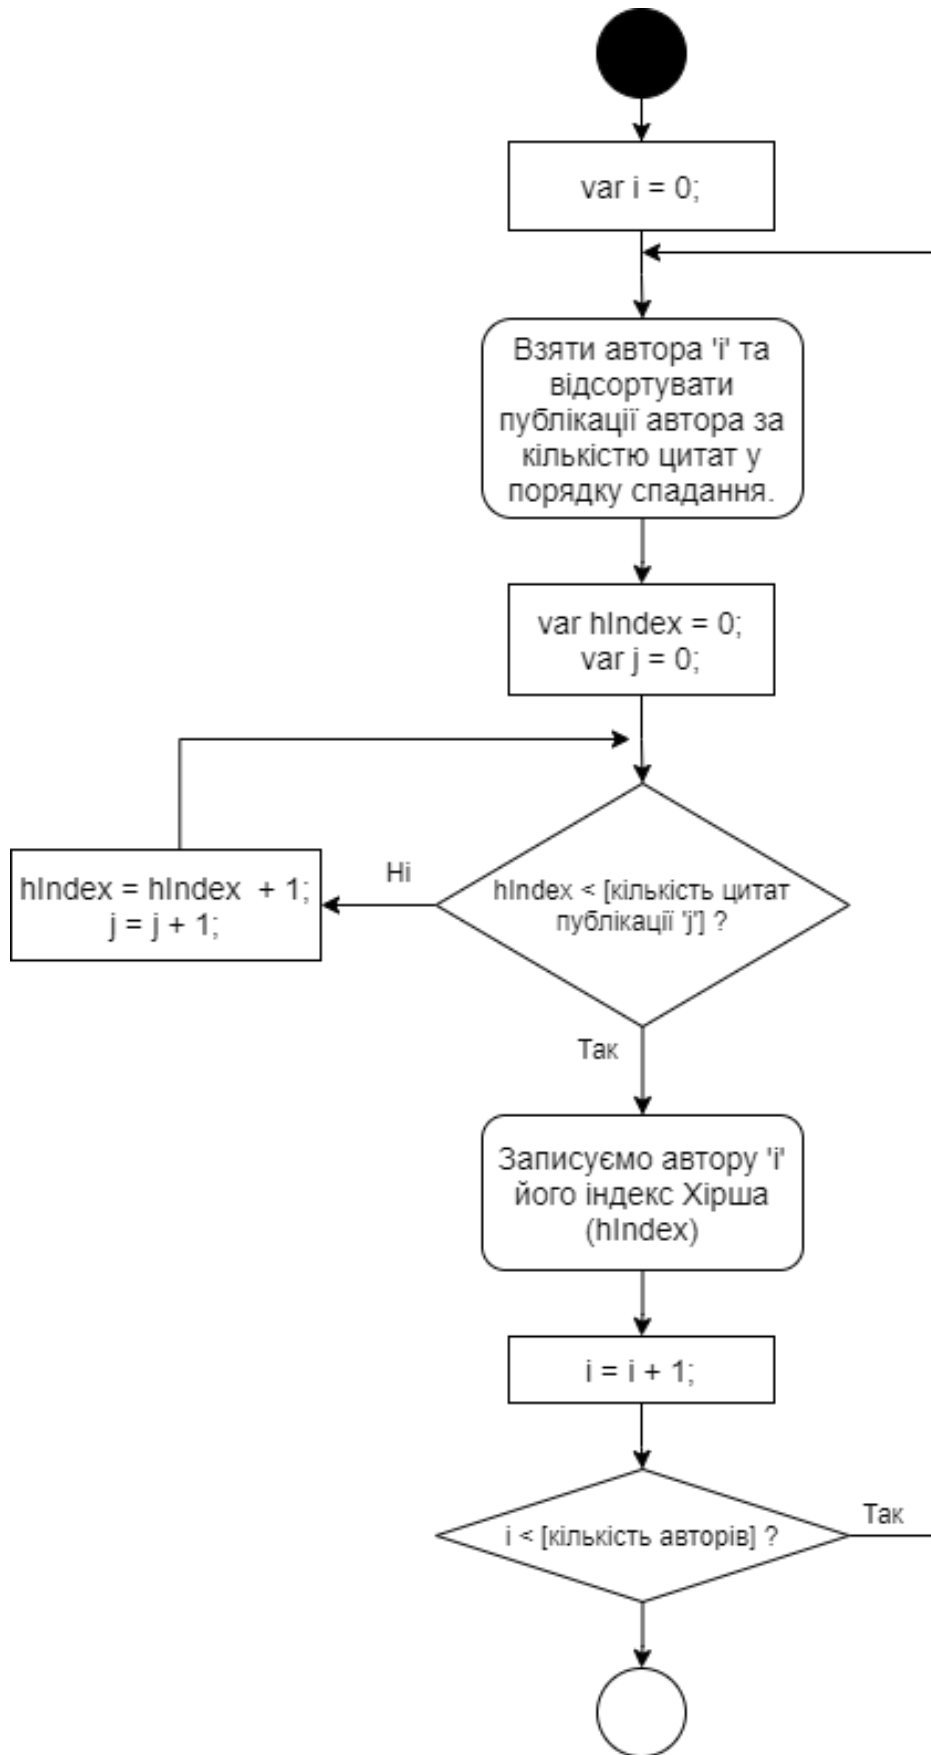 var i = 0;
Взяти автора 'i' та
відсортувати
публікації автора за
кількістю цитат у
порядку спадання.
var hIndex = 0;
var j = 0;
Ні
hIndex < [кількість цитат
публікації 'j'] ?
hIndex = hIndex  + 1;
j = j + 1;
Так
Записуємо автору 'i'
його індекс Хірша
(hIndex)
i = i + 1;
i < [кількість авторів] ?
Так